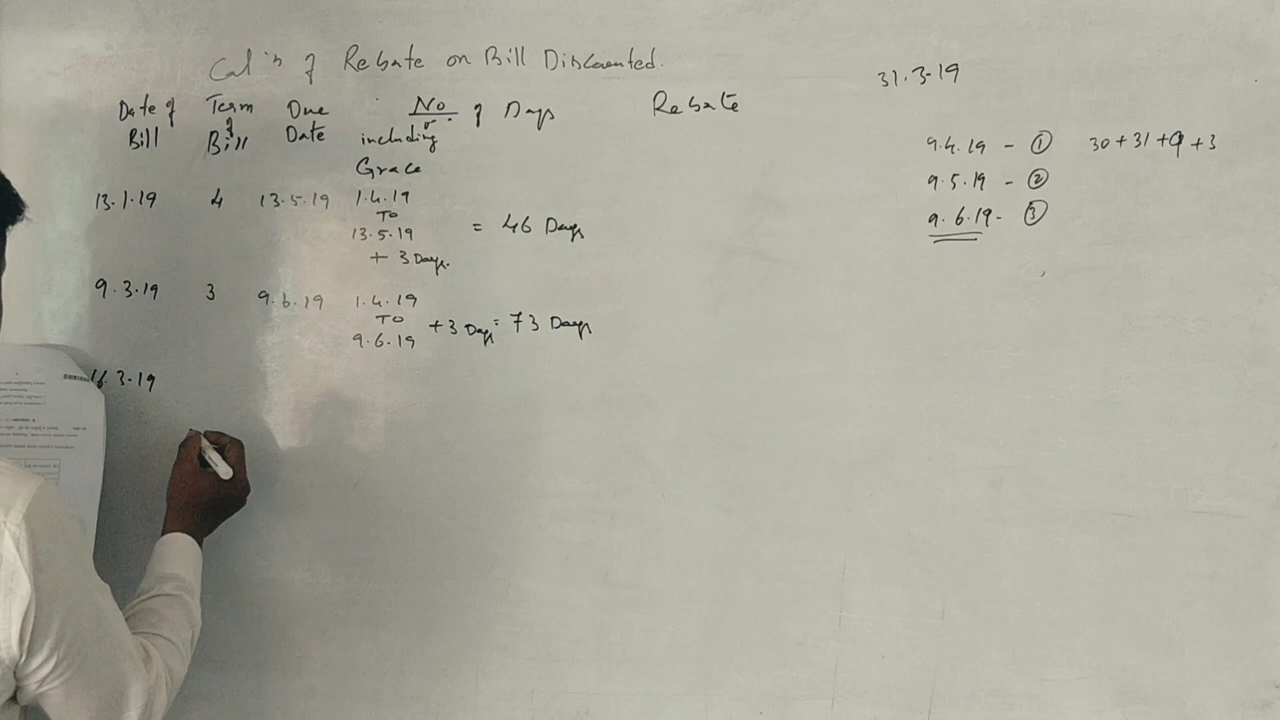 Cal'n of Rebate on Bill Discounted.
Date of Bill Term of Bill Due Date No. of Days including Grace Rebate
13.1.19 4 13.5.19 1.4.19 TO 13.5.19 + 3 Days. = 46 Days
9.3.19 3 9.6.19 1.4.19 TO 9.6.19 +3 Days = 73 Days
16.3.19
31.3.19
9.4.19 - ① 30+31+9+3
9.5.19 - ②
9.6.19 - ③